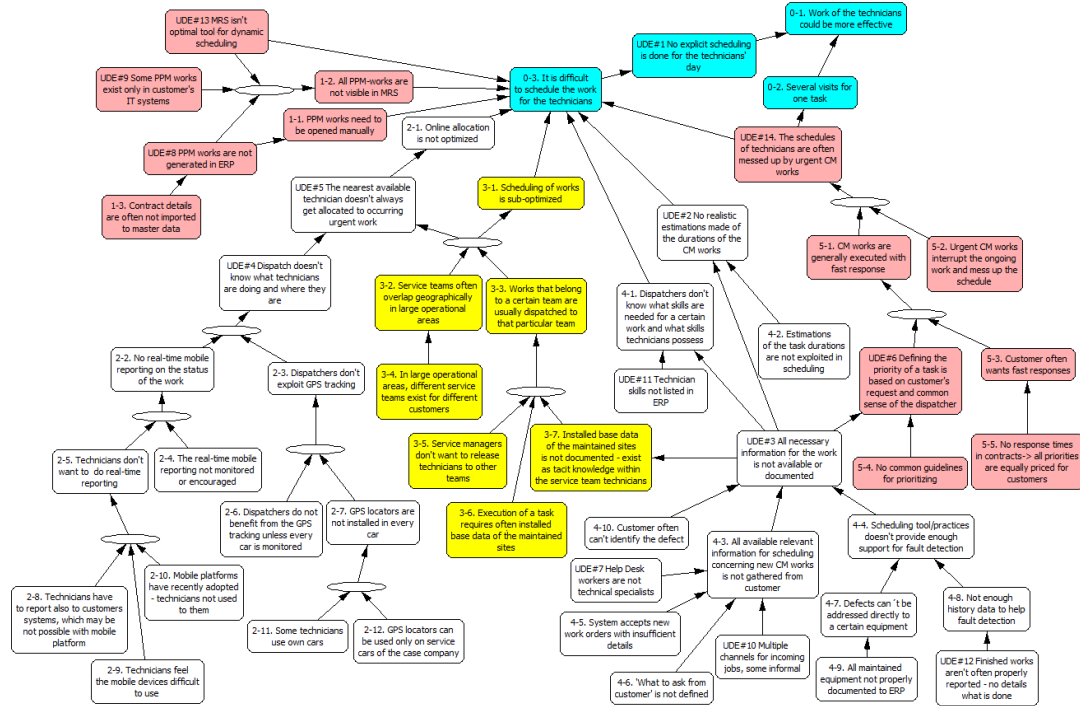 UDE#13 MRS isn't
optimal tool for dynamic
scheduling
0-1. Work of the technicians
could be more effective
UDE#1 No explicit scheduling
is done for the technicians'
day
UDE#9 Some PPM works
exist only in customer's
IT systems
1-2. All PPM-works are
not visible in MRS
0-3. It is difficult
to schedule the work
for the technicians
0-2. Several visits for
one task
1-1. PPM works need to
be opened manually
2-1. Online allocation
is not optimized
UDE#14. The schedules
of technicians are often
messed up by urgent CM
works
UDE#8 PPM works are not
generated in ERP
UDE#5 The nearest available
technician doesn't always
get allocated to occurring
urgent work
3-1. Scheduling of works
is sub-optimized
1-3. Contract details
are often not imported
to master data
UDE#2 No realistic
estimations made of
the durations of the
CM works
5-1. CM works are
generally executed with
fast response
5-2. Urgent CM works
interrupt the ongoing
work and mess up the
schedule
UDE#4 Dispatch doesn't
know what technicians
are doing and where they
are
3-2. Service teams often
overlap geographically
in large operational
areas
3-3. Works that belong
to a certain team are
usually dispatched to
that particular team
4-1. Dispatchers don't
know what skills are
needed for a certain
work and what skills
technicians possess
4-2. Estimations
of the task durations
are not exploited in
scheduling
2-2. No real-time mobile
reporting on the status
of the work
2-3. Dispatchers don't
exploit GPS tracking
3-4. In large operational
areas, different service
teams exist for different
customers
UDE#11 Technician
skills not listed in
ERP
UDE#6 Defining the
priority of a task is
based on customer's
request and common
sense of the dispatcher
5-3. Customer often
wants fast responses
2-5. Technicians don't
want to do real-time
reporting
2-4. The real-time mobile
reporting not monitored
or encouraged
3-5. Service managers
don't want to release
technicians to other
teams
3-7. Installed base data
of the maintained sites
is not documented - exist
as tacit knowledge within
the service team technicians
UDE#3 All necessary
information for the work
is not available or
documented
5-4. No common guidelines
for prioritizing
5-5. No response times
in contracts-> all priorities
are equally priced for
customers
2-6. Dispatchers do not
benefit from the GPS
tracking unless every
car is monitored
2-7. GPS locators are
not installed in every
car
3-6. Execution of a task
requires often installed
base data of the maintained
sites
4-10. Customer often
can't identify the defect
4-3. All available relevant
information for scheduling
concerning new CM works
is not gathered from
customer
4-4. Scheduling tool/practices
doesn't provide enough
support for fault detection
2-8. Technicians have
to report also to customers
systems, which may be
not possible with mobile
platform
2-10. Mobile platforms
have recently adopted
- technicians not used
to them
UDE#7 Help Desk
workers are not
technical specialists
4-7. Defects can´t be
addressed directly to
a certain equipment
4-8. Not enough
history data to help
fault detection
2-9. Technicians feel
the mobile devices difficult
to use
2-11. Some technicians
use own cars
2-12. GPS locators can
be used only on service
cars of the case company
4-5. System accepts new
work orders with insufficient
details
UDE#10 Multiple
channels for incoming
jobs, some informal
4-6. 'What to ask from
customer' is not defined
4-9. All maintained
equipment not properly
documented to ERP
UDE#12 Finished works
aren't often properly
reported - no details
what is done